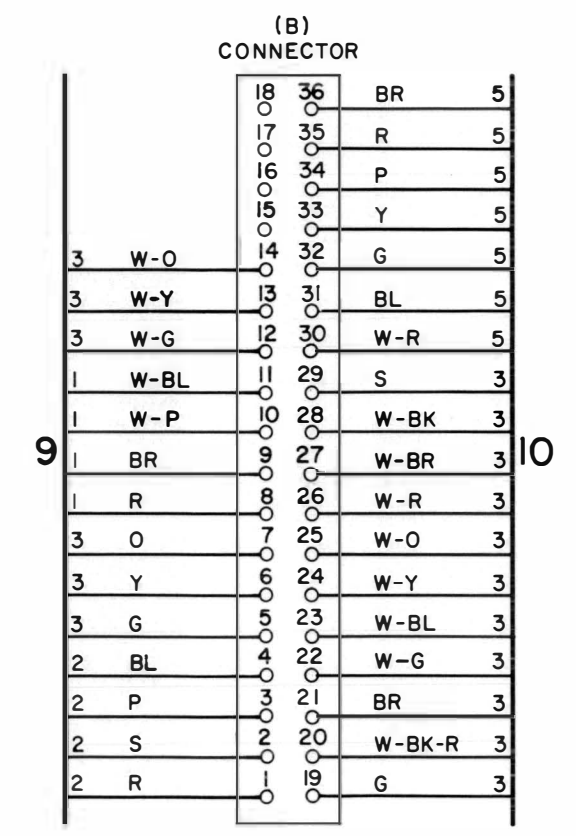 (B)
CONNECTOR
18 36 BR 5
17 35 R 5
16 34 P 5
15 33 Y 5
3 W-O 14 32 G 5
3 W-Y 13 31 BL 5
3 W-G 12 30 W-R 5
1 W-BL 11 29 S 3
1 W-P 10 28 W-BK 3
9 1 BR 9 27 W-BR 3 10
1 R 8 26 W-R 3
3 O 7 25 W-O 3
3 Y 6 24 W-Y 3
3 G 5 23 W-BL 3
2 BL 4 22 W-G 3
2 P 3 21 BR 3
2 S 2 20 W-BK-R 3
2 R 1 19 G 3